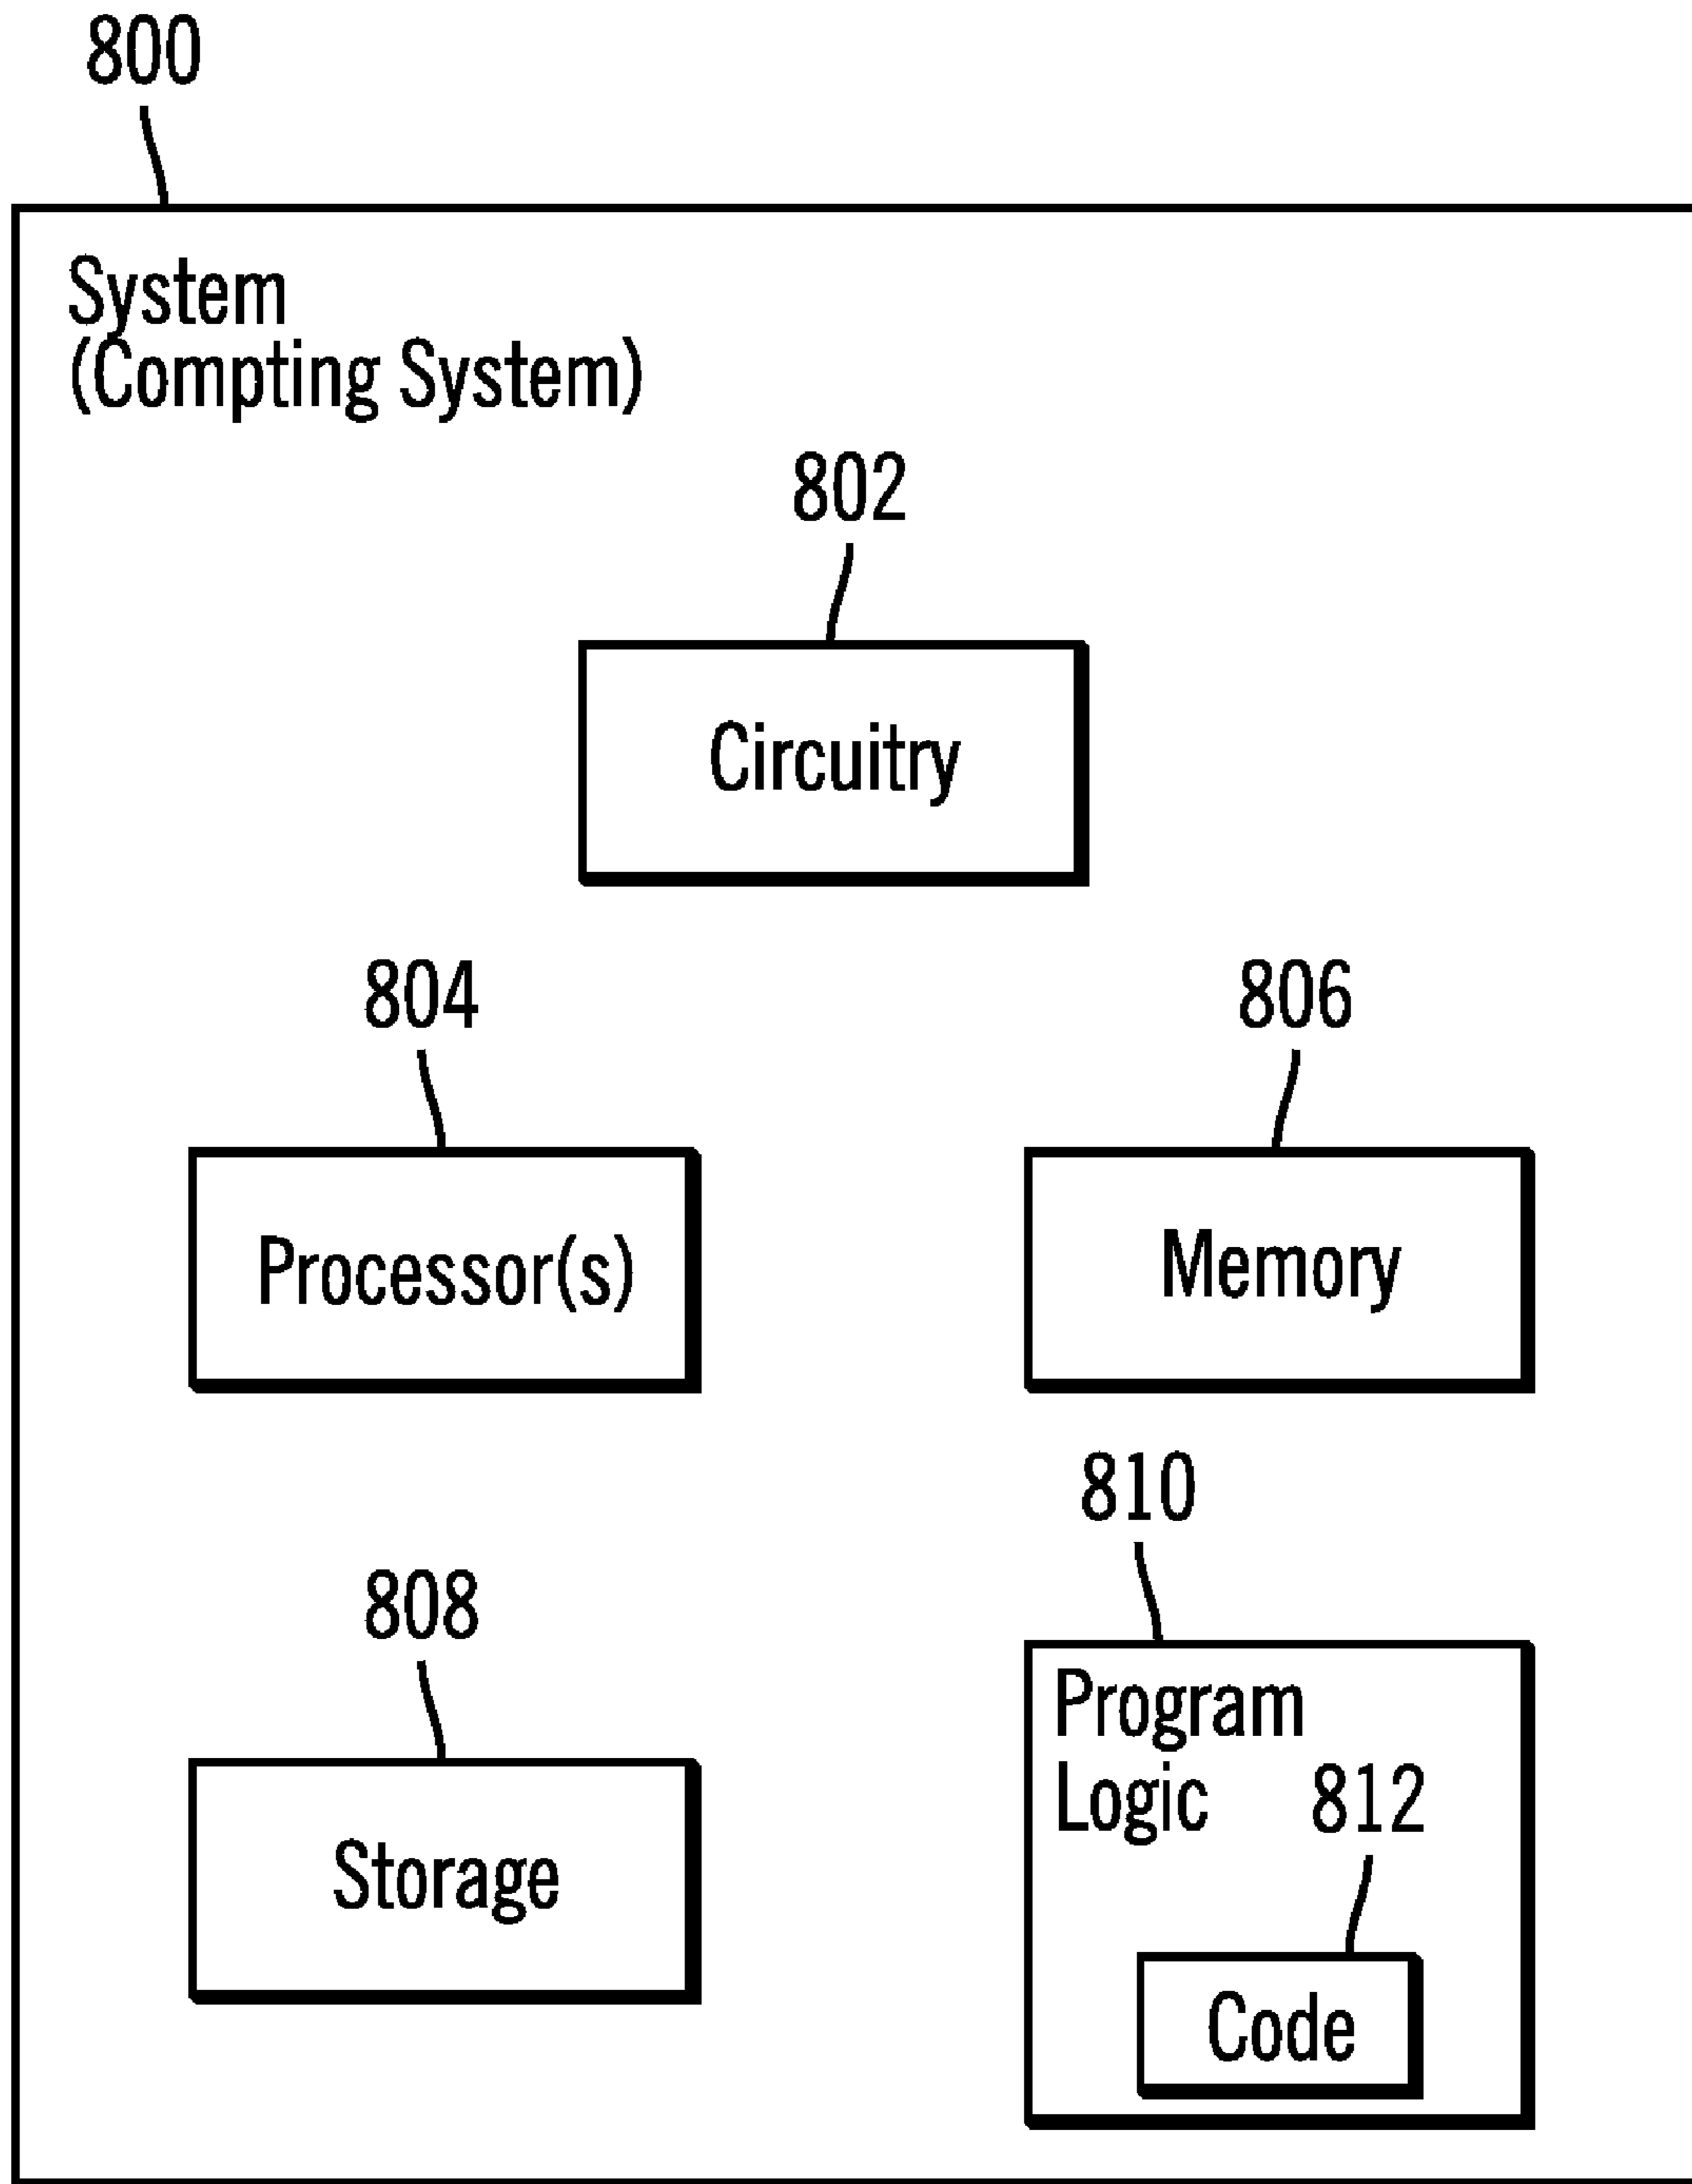 800
System
(Compting System)
802
Circuitry
804
806
Processor(s)
Memory
810
808
Program
Logic
812
Storage
Code